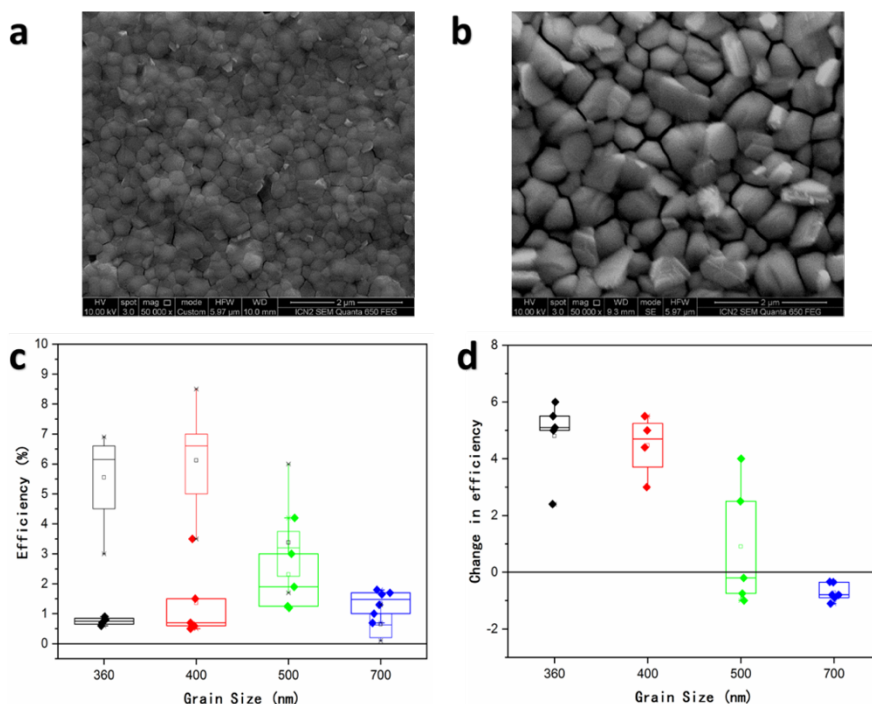 a
b
HV spot mag □ mode HFW WD 2 µm
10.00 kV 3.0 50 000 x Custom 5.97 µm 10.0 mm ICN2 SEM Quanta 650 FEG
HV spot mag □ mode HFW WD 2 µm
10.00 kV 3.0 50 000 x SE 5.97 µm 9.3 mm ICN2 SEM Quanta 650 FEG
c
10
9
8
7
6
5
4
3
2
1
0
Efficiency (%)
360 400 500 700
Grain Size (nm)
d
8
6
4
2
0
-2
Change in efficiency
360 400 500 700
Grain Size (nm)